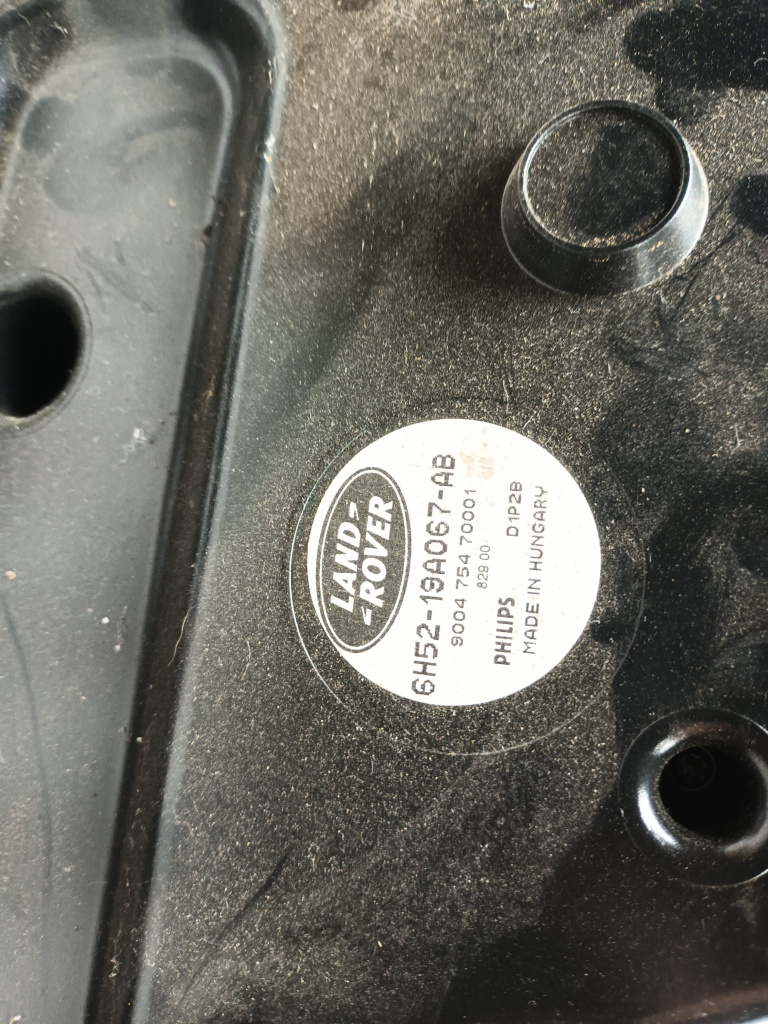 LAND-
-ROVER
6H52-19A067-AB
9004 754 70001
829 00
D1P2B
PHILIPS
MADE IN HUNGARY